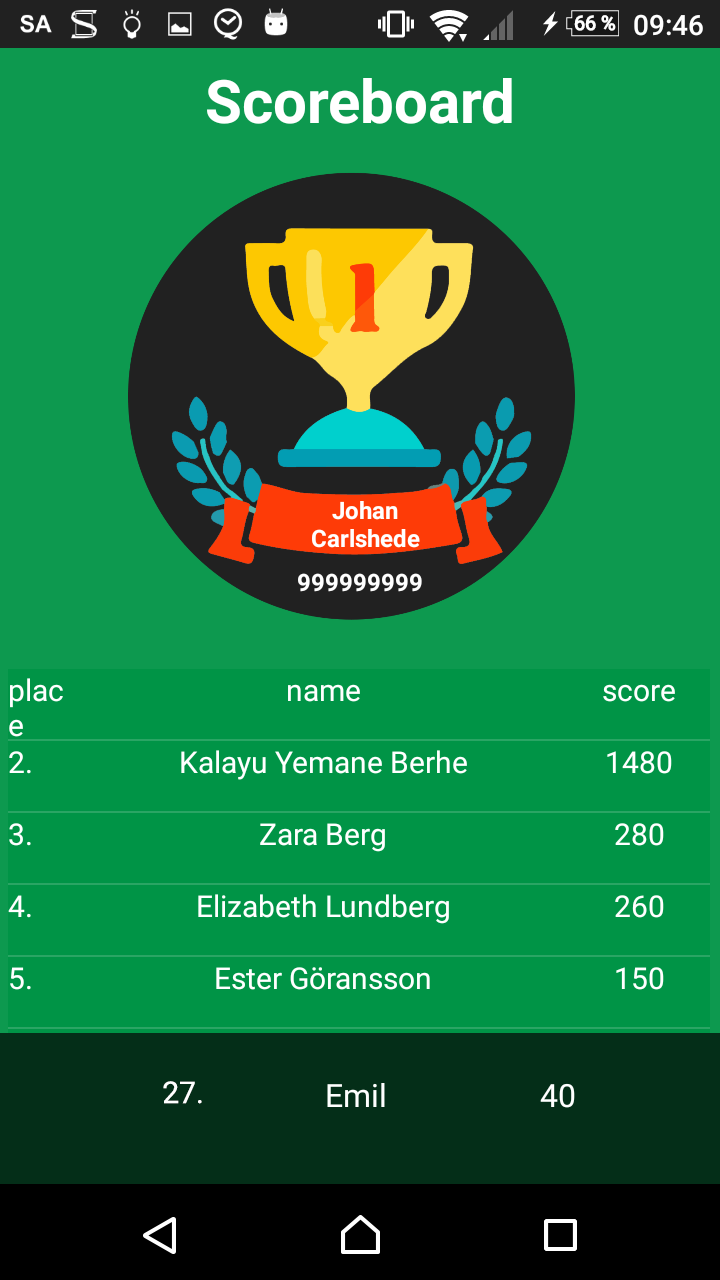 SA 66 % 09:46
Scoreboard
1
Johan
Carlshede
999999999
plac name score
e
2. Kalayu Yemane Berhe 1480
3. Zara Berg 280
4. Elizabeth Lundberg 260
5. Ester Göransson 150
27. Emil 40